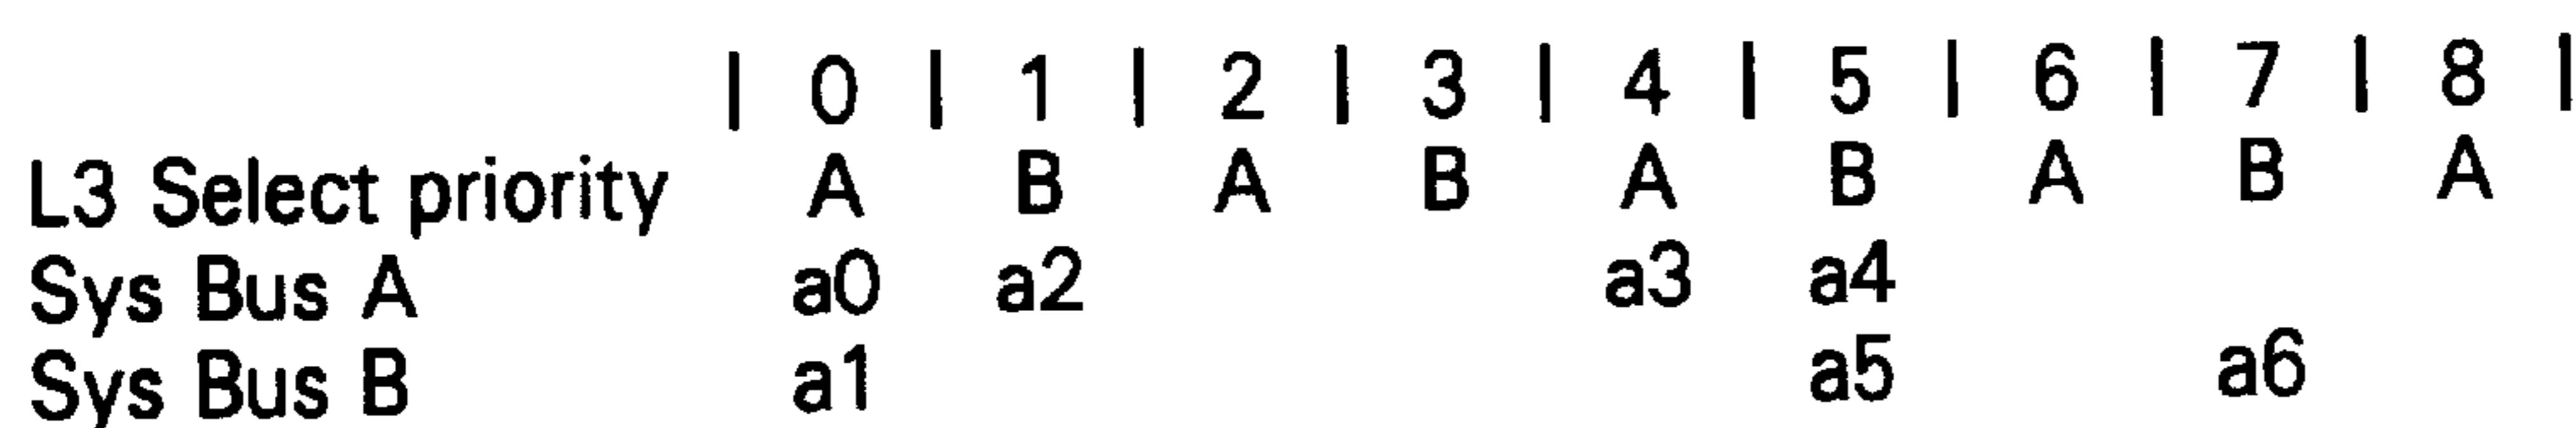 | 0 | 1 | 2 | 3 | 4 | 5 | 6 | 7 | 8 |
L3 Select priority A B A B A B A B A
Sys Bus A a0 a2 a3 a4
Sys Bus B a1 a5 a6